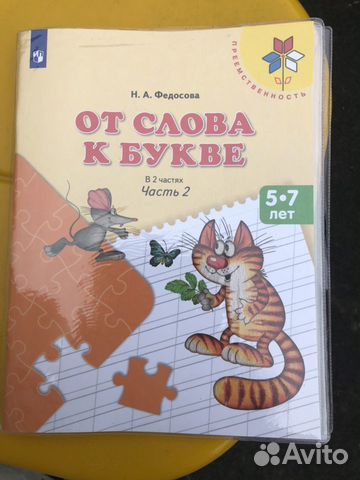 ПРЕЕМСТВЕННОСТЬ
Н. А. Федосова
ОТ СЛОВА
К БУКВЕ
В 2 частях
Часть 2
5•7
лет
Avito